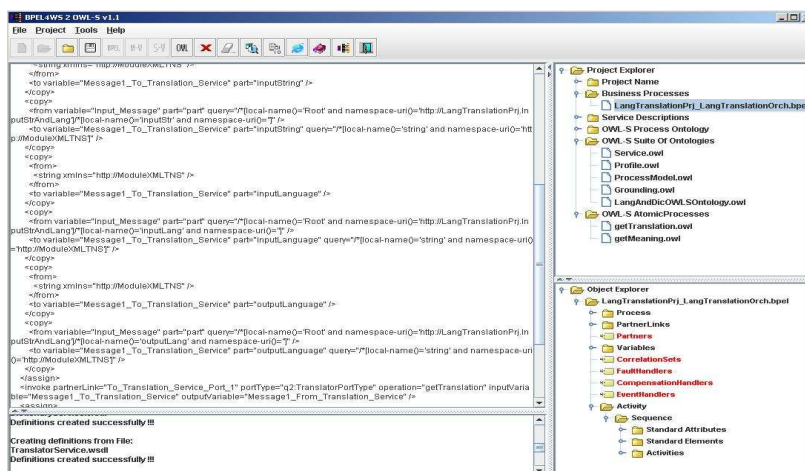 BPEL4WS 2 OWL-S v1.1
File Project Tools Help
BPEL OWL
<string xmlns="http://ModuleXMLTNS" />
</from>
<to variable="Message1_To_Translation_Service" part="inputString" />
</copy>
<copy>
<from variable="Input_Message" part="part" query="/*[local-name()='Root' and namespace-uri()='http://LangTranslationPrj.In
putStrAndLang']/*[local-name()='inputStr' and namespace-uri()='']" />
<to variable="Message1_To_Translation_Service" part="inputString" query="/*[local-name()='string' and namespace-uri()='htt
p://ModuleXMLTNS']" />
</copy>
<copy>
<from>
<string xmlns="http://ModuleXMLTNS" />
</from>
<to variable="Message1_To_Translation_Service" part="inputLanguage" />
</copy>
<copy>
<from variable="Input_Message" part="part" query="/*[local-name()='Root' and namespace-uri()='http://LangTranslationPrj.In
putStrAndLang']/*[local-name()='inputLang' and namespace-uri()='']" />
<to variable="Message1_To_Translation_Service" part="inputLanguage" query="/*[local-name()='string' and namespace-uri()
='http://ModuleXMLTNS']" />
</copy>
<copy>
<from>
<string xmlns="http://ModuleXMLTNS" />
</from>
<to variable="Message1_To_Translation_Service" part="outputLanguage" />
</copy>
<copy>
<from variable="Input_Message" part="part" query="/*[local-name()='Root' and namespace-uri()='http://LangTranslationPrj.In
putStrAndLang']/*[local-name()='outputLang' and namespace-uri()='']" />
<to variable="Message1_To_Translation_Service" part="outputLanguage" query="/*[local-name()='string' and namespace-uri
()='http://ModuleXMLTNS']" />
</copy>
</assign>
<invoke partnerLink="To_Translation_Service_Port_1" portType="q2:TranslatorPortType" operation="getTranslation" inputVaria
ble="Message1_To_Translation_Service" outputVariable="Message1_From_Translation_Service" />
<assign>
Definitions created successfully !!!
Creating definitions from File:
TranslatorService.wsdl
Definitions created successfully !!!
Project Explorer
Project Name
Business Processes
LangTranslationPrj_LangTranslationOrch.bpel
Service Descriptions
OWL-S Process Ontology
OWL-S Suite Of Ontologies
Service.owl
Profile.owl
ProcessModel.owl
Grounding.owl
LangAndDicOWLSOntology.owl
OWL-S AtomicProcesses
getTranslation.owl
getMeaning.owl
Object Explorer
LangTranslationPrj_LangTranslationOrch.bpel
Process
PartnerLinks
Partners
Variables
CorrelationSets
FaultHandlers
CompensationHandlers
EventHandlers
Activity
Sequence
Standard Attributes
Standard Elements
Activities